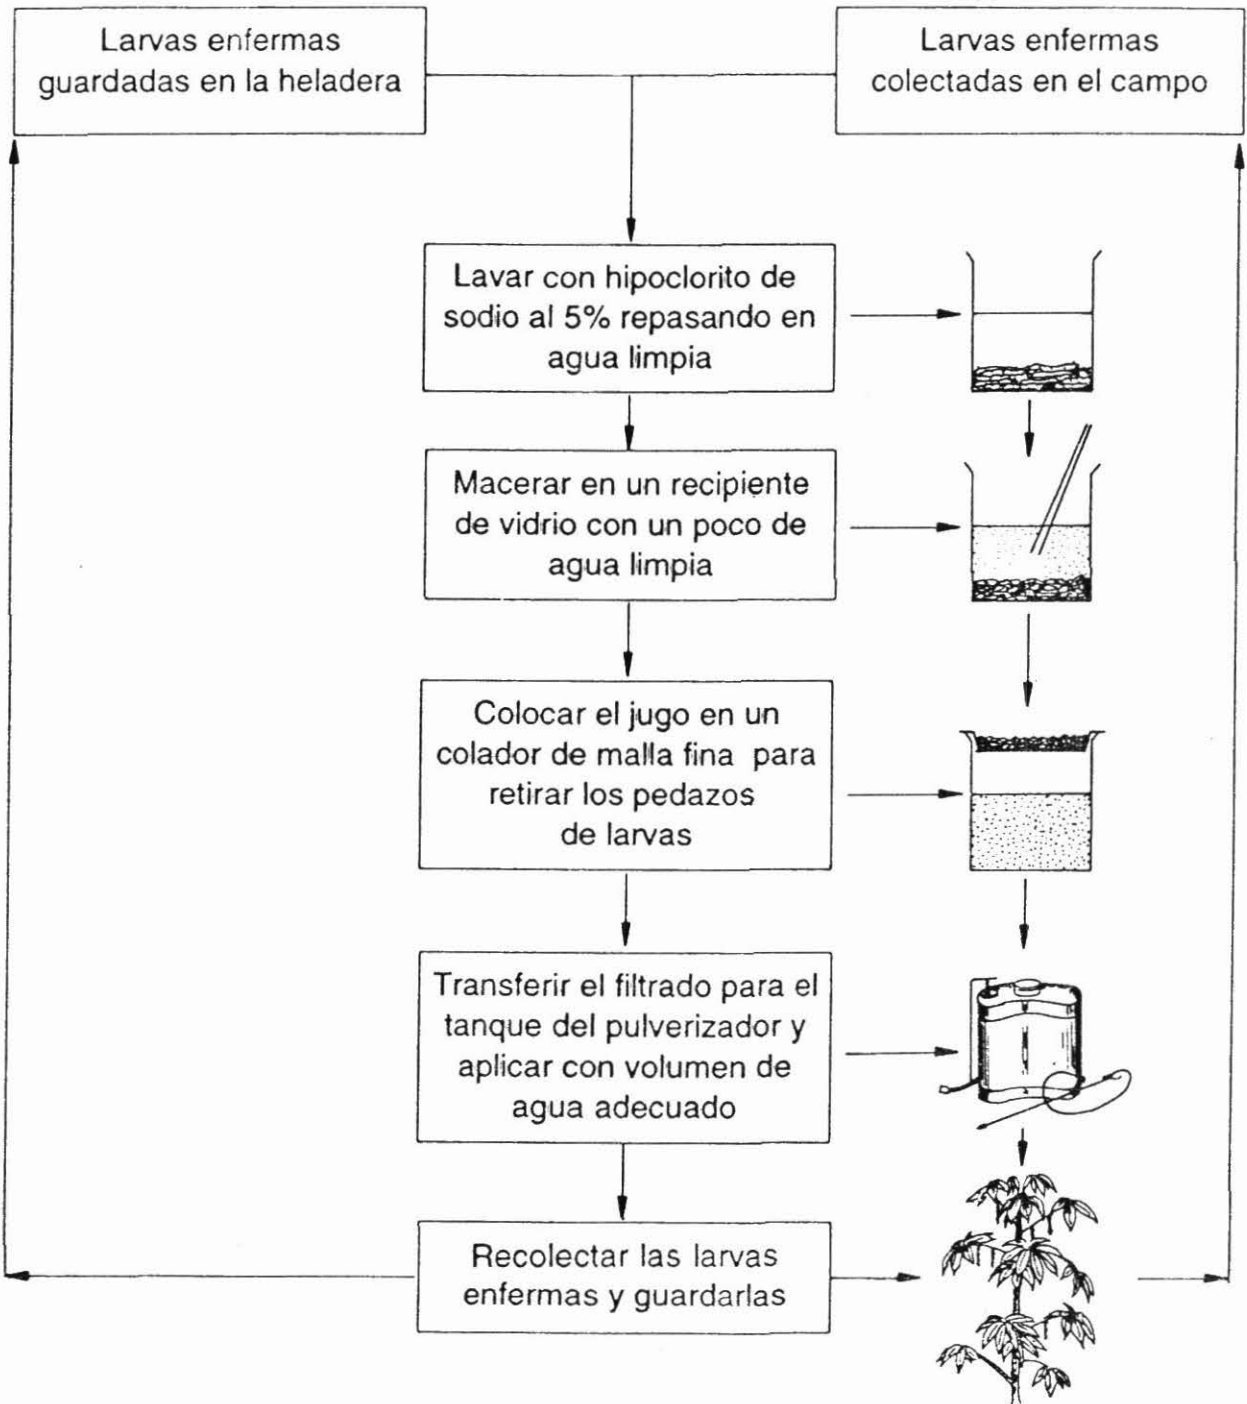 Larvas enfermas
guardadas en la heladera
Larvas enfermas
colectadas en el campo
Lavar con hipoclorito de
sodio al 5% repasando en
agua limpia
Macerar en un recipiente
de vidrio con un poco de
agua limpia
Colocar el jugo en un
colador de malla fina para
retirar los pedazos
de larvas
Transferir el filtrado para el
tanque del pulverizador y
aplicar con volumen de
agua adecuado
Recolectar las larvas
enfermas y guardarlas